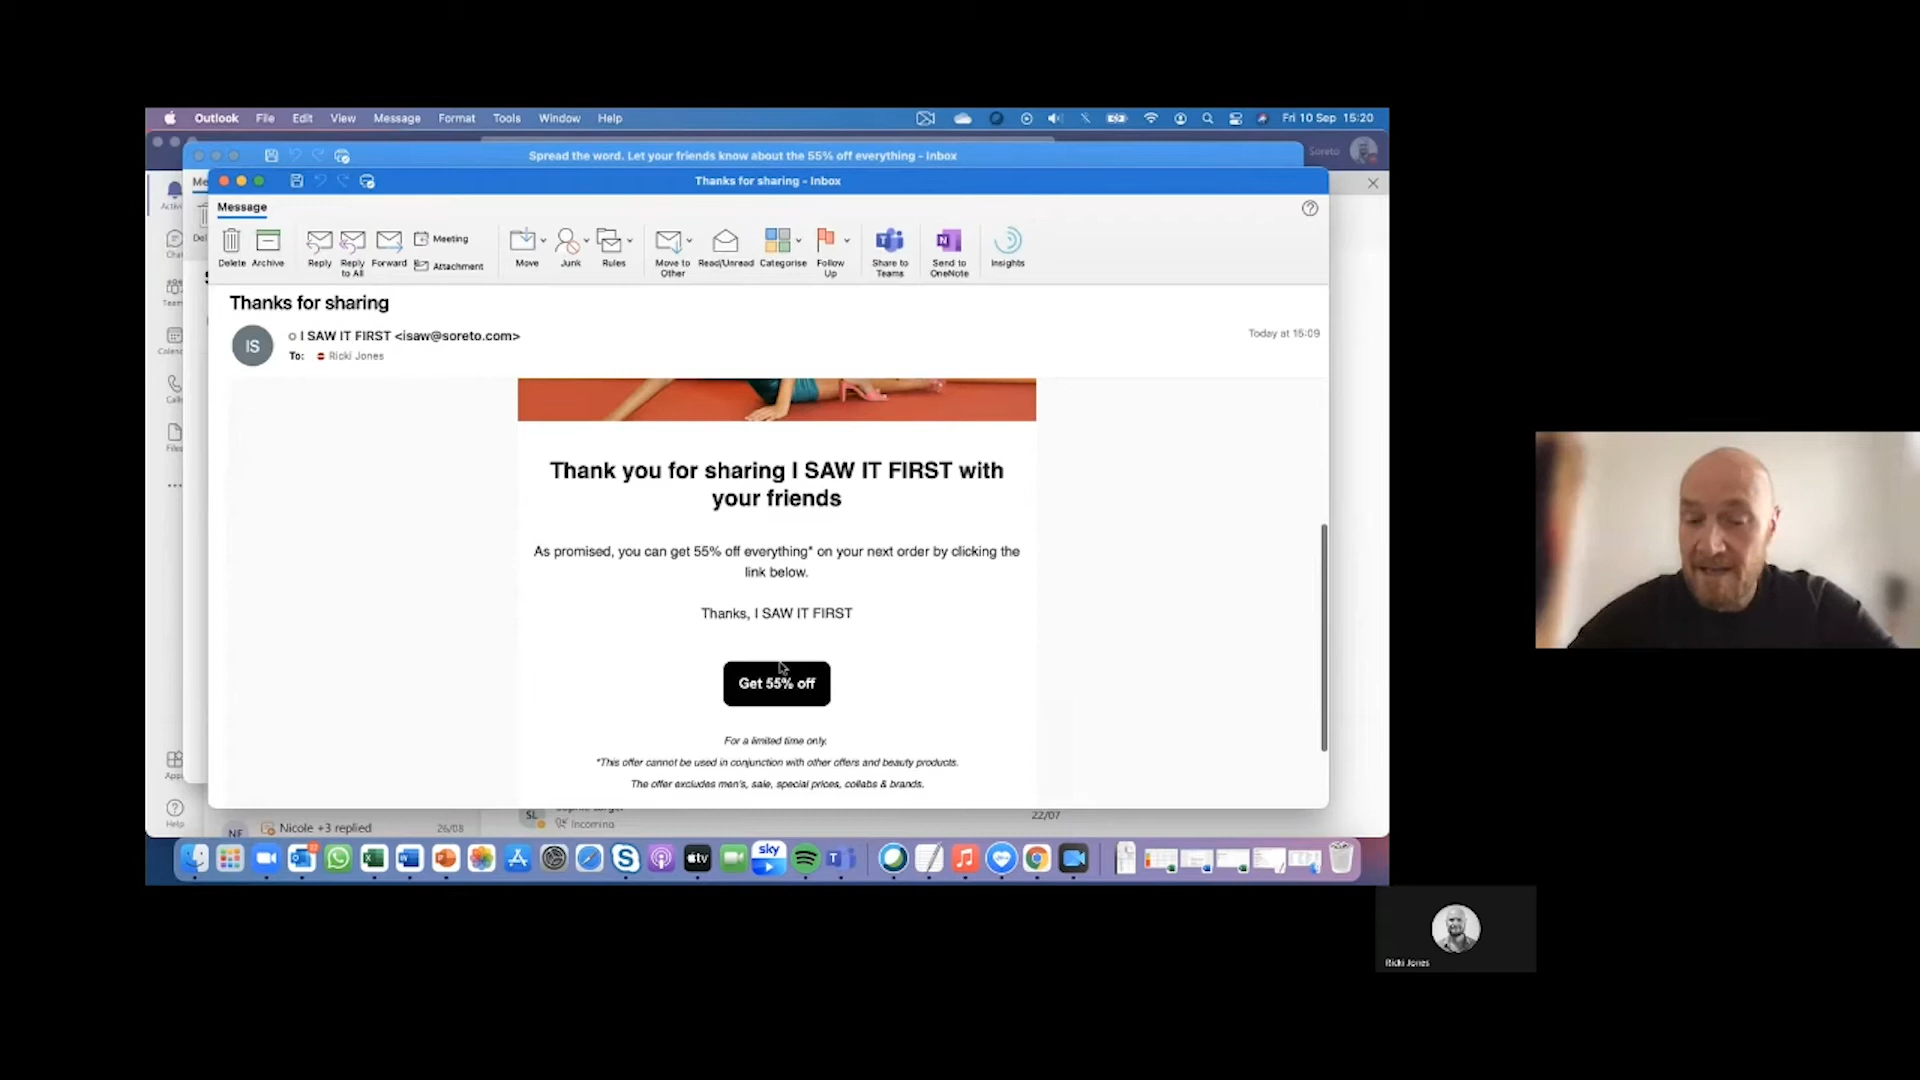 Outlook File Edit View Message Format Tools Window Help Fri 10 Sep 15:20
Spread the word. Let your friends know about the 55% off everything - Inbox
Soreto
Thanks for sharing - Inbox
Message
Delete Archive Reply Reply to All Forward Meeting Attachment Move Junk Rules Move to Other Read/Unread Categorise Follow Up Share to Teams Send to OneNote Insights
Thanks for sharing
IS
I SAW IT FIRST <isaw@soreto.com>
Today at 15:09
To: Ricki Jones
Thank you for sharing I SAW IT FIRST with
your friends
As promised, you can get 55% off everything* on your next order by clicking the
link below.
Thanks, I SAW IT FIRST
Get 55% off
For a limited time only.
*This offer cannot be used in conjunction with other offers and beauty products.
The offer excludes men's, sale, special prices, collabs & brands.
Help
SL
Incoming
22/07
NF
Nicole +3 replied
26/08
sky
tv
Ricki Jones